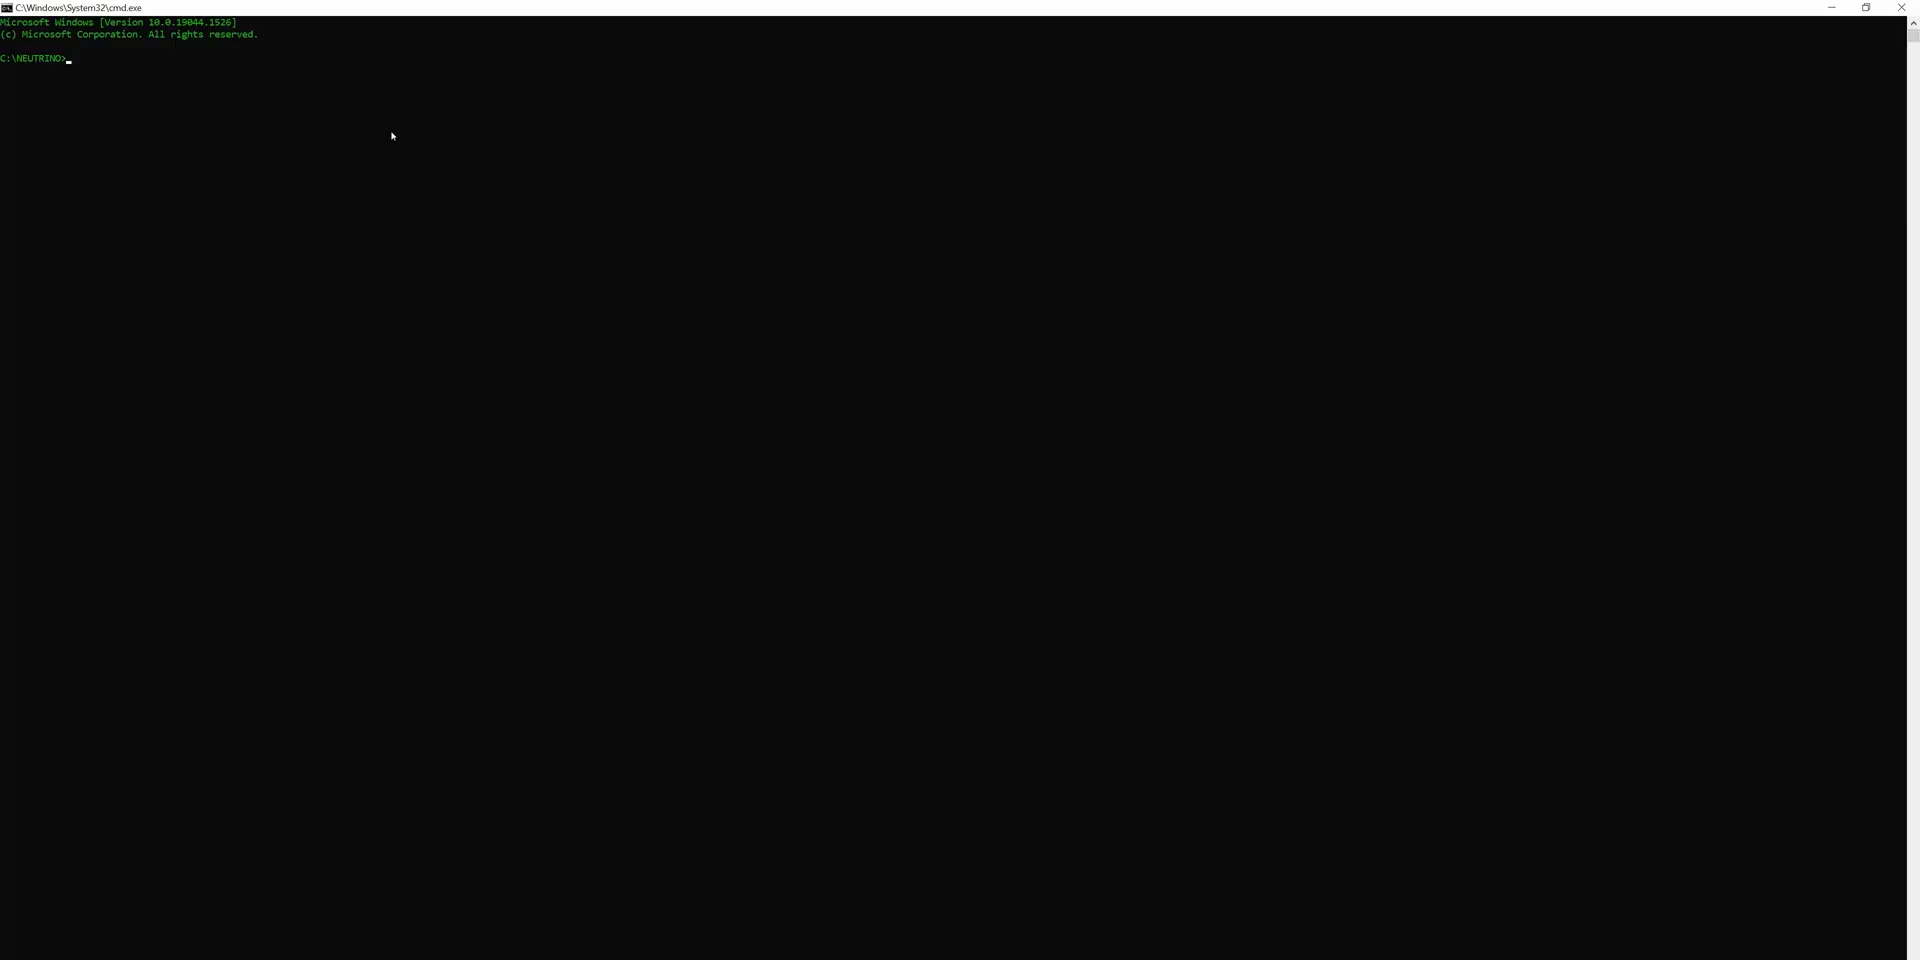 C:\Windows\System32\cmd.exe
Microsoft Windows [Version 10.0.19044.1526]
(c) Microsoft Corporation. All rights reserved.
C:\NEUTRINO>